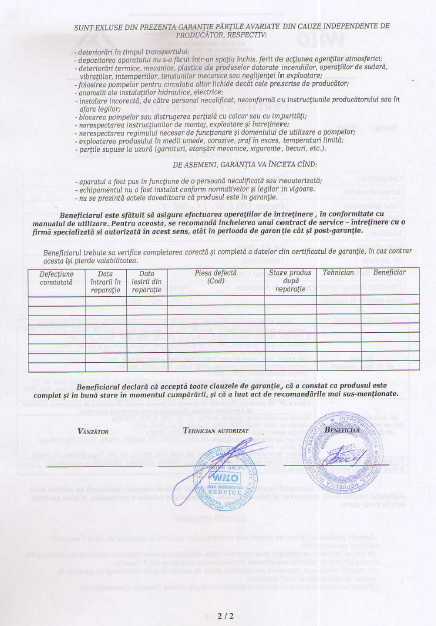 SUNT EXLUSE DIN PREZENTA GARANȚIE PĂRȚILE AVARIATE DIN CAUZE INDEPENDENTE DE
PRODUCĂTOR, RESPECTIV:
- deteriorări în timpul transportului;
- depozitarea aparatului nu s-a făcut într-un spațiu închis, ferit de acțiunea agenților atmosferici;
- deteriorări termice, mecanice, plastice de produselor datorate incendiilor, operațiilor de sudură,
vibrațiilor, intemperiilor, tensiunilor mecanice sau neglijenței în exploatare;
- folosirea pompelor pentru circulația altor lichide decât cele prescrise de producător;
- anomalii de instalațiilor hidraulice, electrice;
- instalare incorectă, de către personal necalificat, neconformă cu instrucțiunile producătorului sau în
afara legilor;
- blocarea pompelor sau distrugerea parțială cu calcar sau cu impurități;
- nerespectarea instrucțiunilor de montaj, exploatare și întreținere;
- nerespectarea regimului necesar de funcționare și domeniului de utilizare a pompelor;
- exploatarea produsului în medii umede, corozive, praf în exces, temperaturi limită;
- părțile supuse la uzură (garnituri, etanșări mecanice, siguranțe, becuri, etc.).
DE ASEMENI, GARANȚIA VA ÎNCETA CÎND:
- aparatul a fost pus în funcțiune de o persoană necalificată sau neautorizată;
- echipamentul nu a fost instalat conform normativelor și legilor in vigoare.
- nu se prezintă actele doveditoare că produsul este în garanție.
Beneficiarul este sfătuit să asigure efectuarea operațiilor de întreținere , în conformitate cu
manualul de utilizare. Pentru aceasta, se recomandă încheierea unui contract de service - întreținere cu o
firmă specializată si autorizată în acest sens, atât în perioada de garanție cât și post-garanție.
Beneficiarul trebuie sa verifice completarea corectă și completă a datelor din certificatul de garanție, în caz contrar
acesta își pierde valabilitatea.
Defecțiune constatată
Data întrarii în reparație
Data ieșirii din reparație
Piesa defectă (Cod)
Stare produs după reparație
Tehnician
Beneficiar
Beneficiarul declară că acceptă toate clauzele de garanție,, că a constat ca produsul este
complet și în bună stare în momentul cumpărării, și că a luat act de recomandările mai sus-menționate.
VÂNZĂTOR
TEHNICIAN AUTORIZAT
BENEFICIAR
WILO
SERVICE
2 / 2